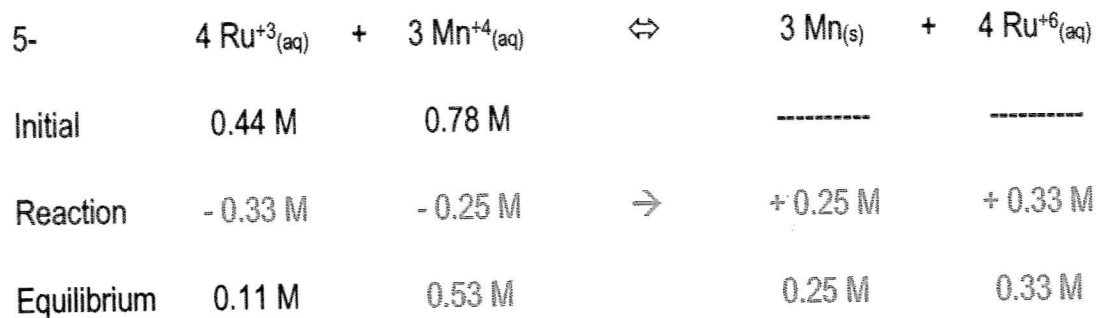 5- 4 Ru⁺³(aq) + 3 Mn⁺⁴(aq) ⇔ 3 Mn(s) + 4 Ru⁺⁶(aq)
Initial 0.44 M 0.78 M ---------- ----------
Reaction - 0.33 M - 0.25 M → + 0.25 M + 0.33 M
Equilibrium 0.11 M 0.53 M 0.25 M 0.33 M